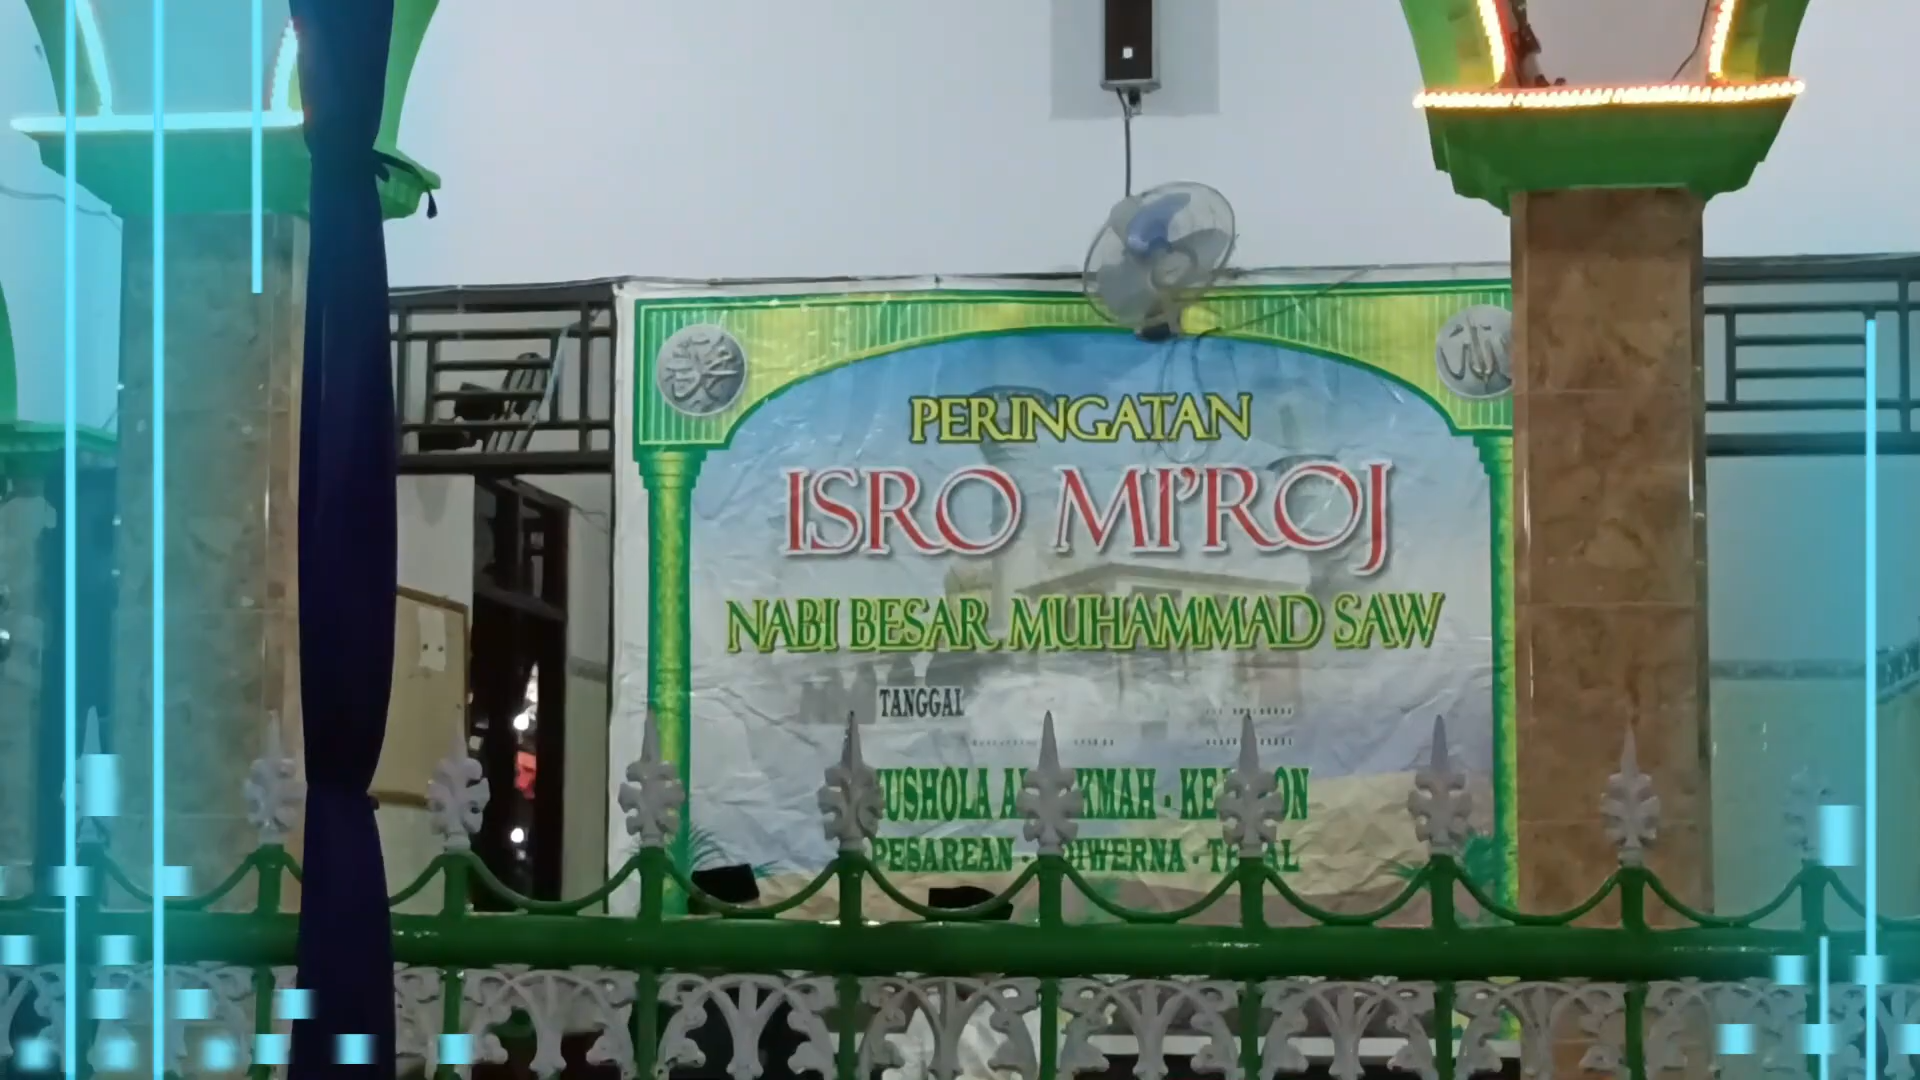 PERINGATAN
ISRO MI'ROJ
NABI BESAR MUHAMMAD SAW
TANGGAL
PESAREAN -